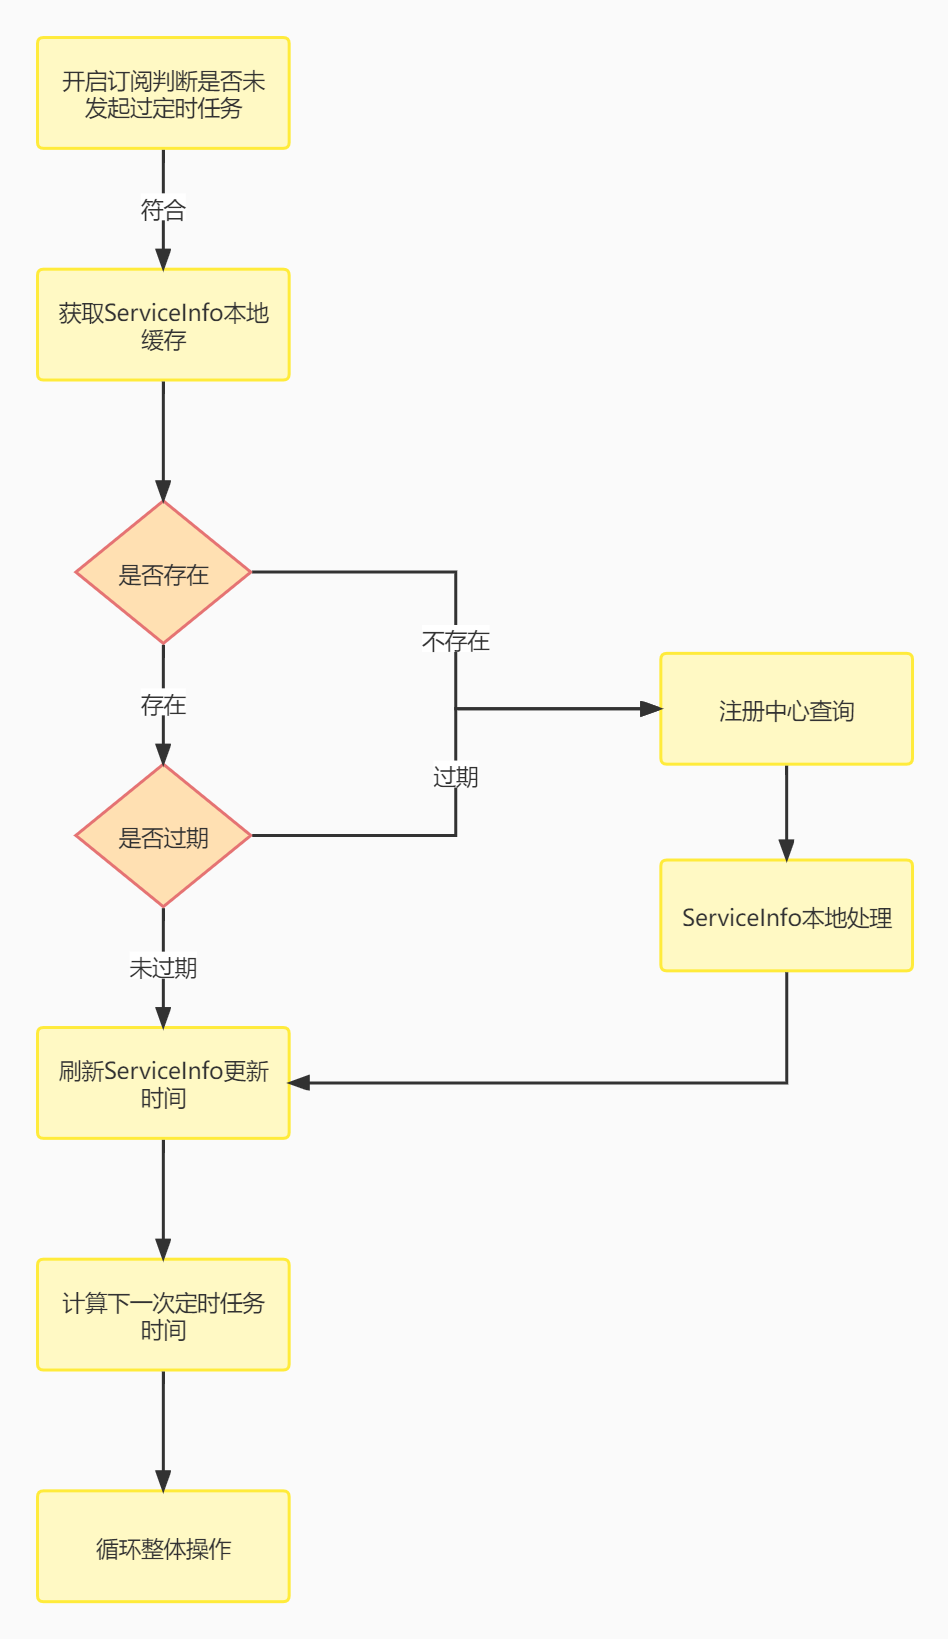 开启订阅判断是否未
发起过定时任务
符合
获取ServiceInfo本地
缓存
是否存在
不存在
存在
注册中心查询
过期
是否过期
ServiceInfo本地处理
未过期
刷新ServiceInfo更新
时间
计算下一次定时任务
时间
循环整体操作